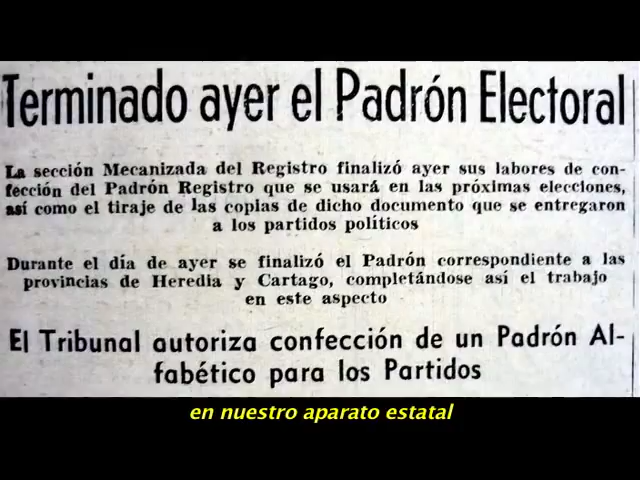 Terminado ayer el Padrón Electoral
La sección Mecanizada del Registro finalizó ayer sus labores de con-
fección del Padrón Registro que se usará en las próximas elecciones,
así como el tiraje de las copias de dicho documento que se entregaron
a los partidos políticos
Durante el día de ayer se finalizó el Padrón correspondiente a las
provincias de Heredia y Cartago, completándose así el trabajo
en este aspecto
El Tribunal autoriza confección de un Padrón Al-
fabético para los Partidos
en nuestro aparato estatal